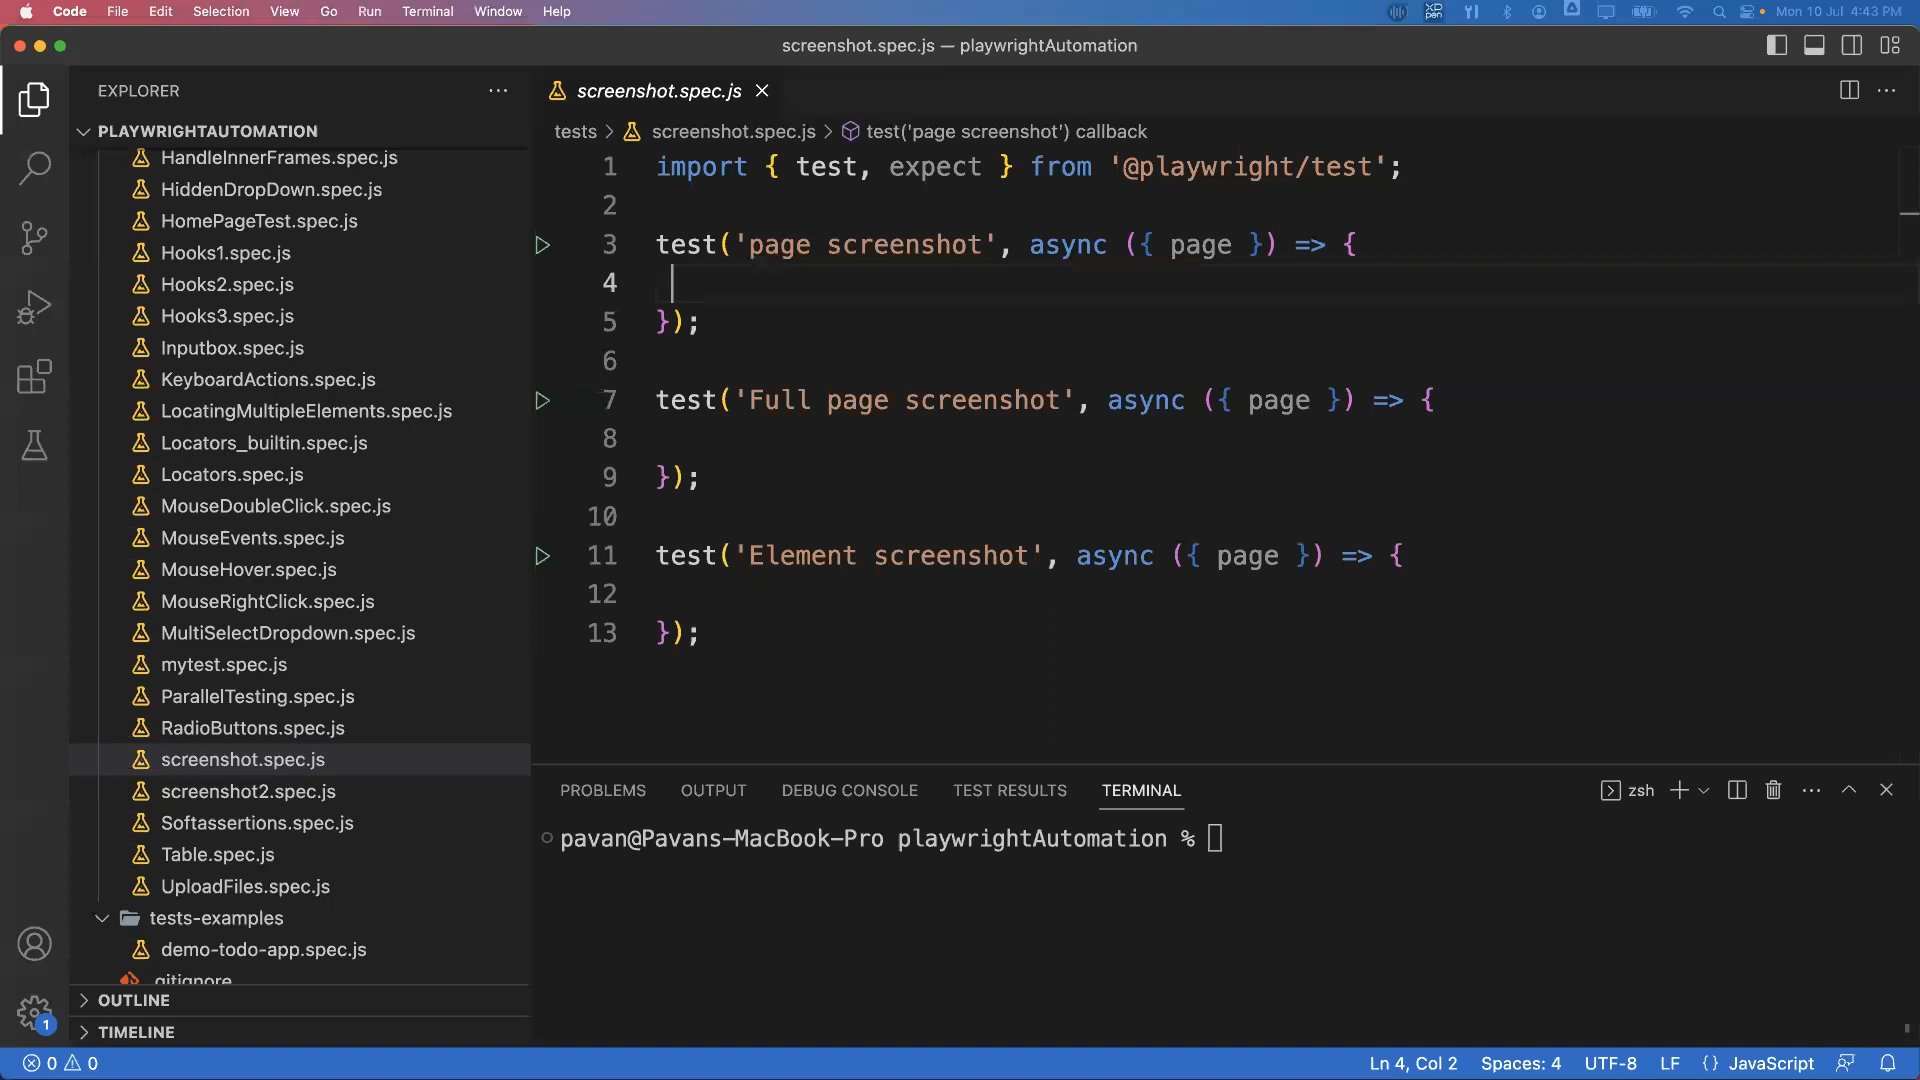 Code File Edit Selection View Go Run Terminal Window Help
XD pen
Mon 10 Jul 4:43 PM
screenshot.spec.js — playwrightAutomation
EXPLORER
PLAYWRIGHTAUTOMATION
HandleInnerFrames.spec.js
HiddenDropDown.spec.js
HomePageTest.spec.js
Hooks1.spec.js
Hooks2.spec.js
Hooks3.spec.js
Inputbox.spec.js
KeyboardActions.spec.js
LocatingMultipleElements.spec.js
Locators_builtin.spec.js
Locators.spec.js
MouseDoubleClick.spec.js
MouseEvents.spec.js
MouseHover.spec.js
MouseRightClick.spec.js
MultiSelectDropdown.spec.js
mytest.spec.js
ParallelTesting.spec.js
RadioButtons.spec.js
screenshot.spec.js
screenshot2.spec.js
Softassertions.spec.js
Table.spec.js
UploadFiles.spec.js
tests-examples
demo-todo-app.spec.js
.gitignore
OUTLINE
TIMELINE
1
screenshot.spec.js
tests > screenshot.spec.js > test('page screenshot') callback
1 import { test, expect } from '@playwright/test';
2
3 test('page screenshot', async ({ page }) => {
4
5 });
6
7 test('Full page screenshot', async ({ page }) => {
8
9 });
10
11 test('Element screenshot', async ({ page }) => {
12
13 });
PROBLEMS OUTPUT DEBUG CONSOLE TEST RESULTS TERMINAL
zsh
pavan@Pavans-MacBook-Pro playwrightAutomation %
0 0
Ln 4, Col 2 Spaces: 4 UTF-8 LF {} JavaScript